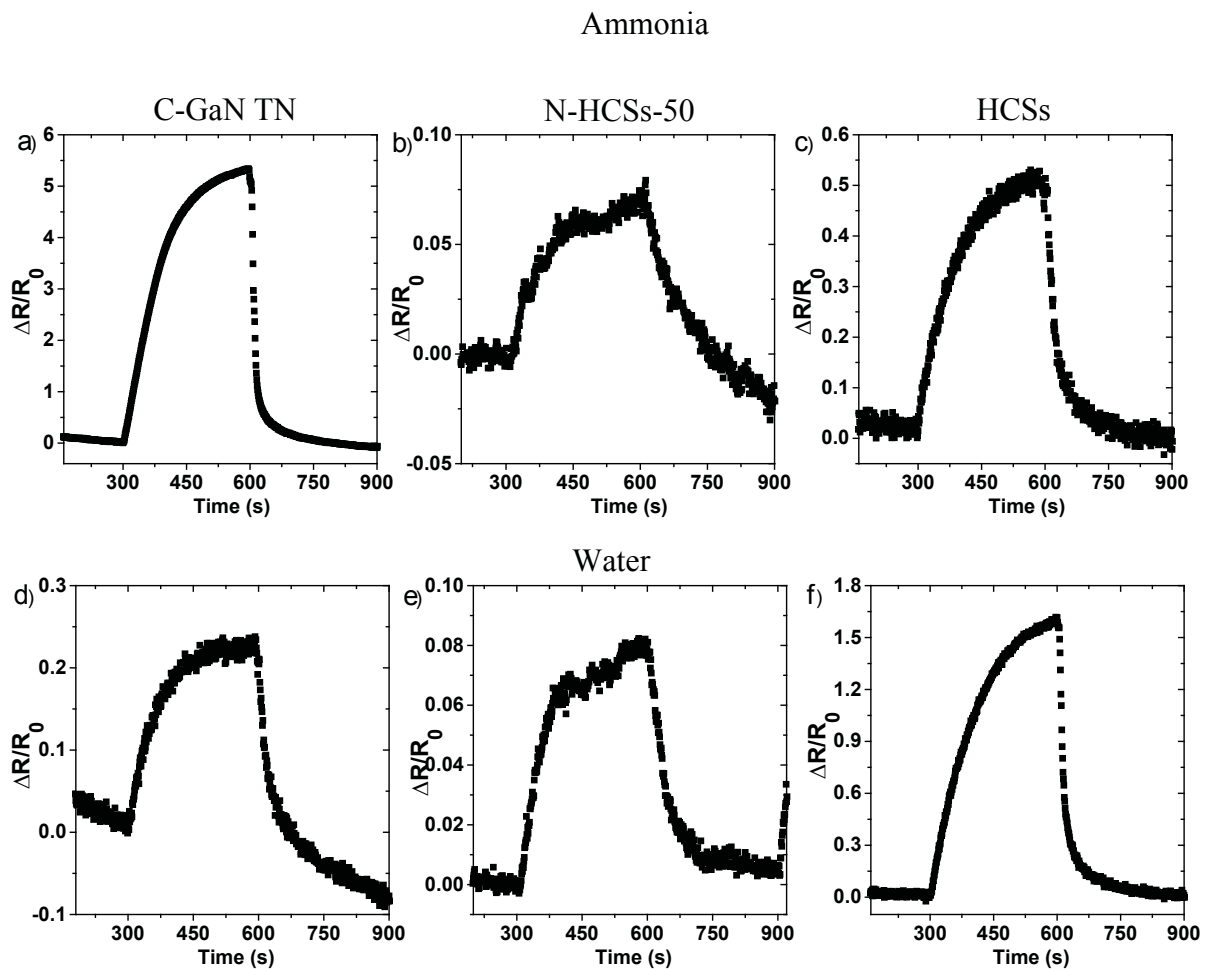 Ammonia
C-GaN TN
N-HCSs-50
HCSs
a)
6
5
4
3
2
1
0
ΔR/R0
300 450 600 750 900
Time (s)
b)
0.10
0.05
0.00
-0.05
ΔR/R0
300 450 600 750 900
Time (s)
c)
0.6
0.5
0.4
0.3
0.2
0.1
0.0
ΔR/R0
300 450 600 750 900
Time (s)
Water
d)
0.3
0.2
0.1
0.0
-0.1
ΔR/R0
300 450 600 750 900
Time (s)
e)
0.10
0.08
0.06
0.04
0.02
0.00
ΔR/R0
300 450 600 750 900
Time (s)
f)
1.8
1.5
1.2
0.9
0.6
0.3
0.0
ΔR/R0
300 450 600 750 900
Time (s)